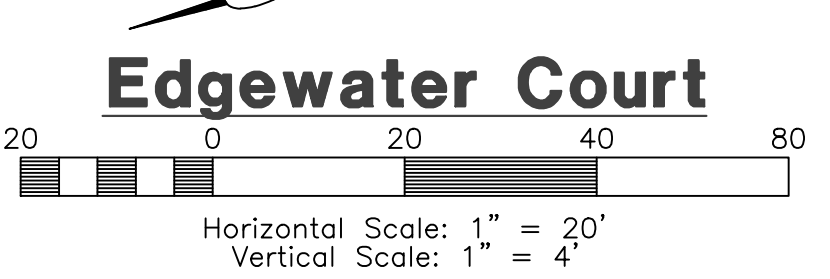 Edgewater Court
20 0 20 40 80
Horizontal Scale: 1" = 20'
Vertical Scale: 1" = 4'